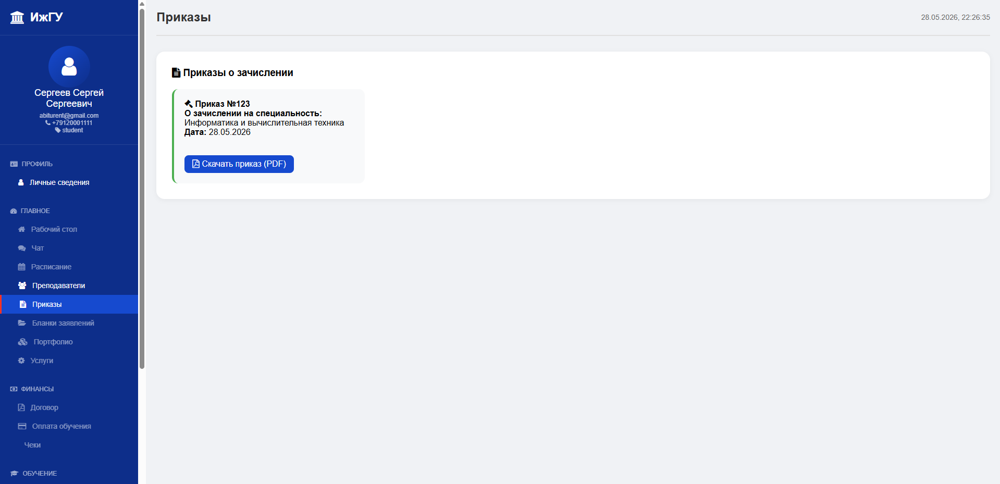 ИжГУ
Сергеев Сергей
Сергеевич
abiturent@gmail.com
+79120001111
student
ПРОФИЛЬ
Личные сведения
ГЛАВНОЕ
Рабочий стол
Чат
Расписание
Преподаватели
Приказы
Бланки заявлений
Портфолио
Услуги
ФИНАНСЫ
Договор
Оплата обучения
Чеки
ОБУЧЕНИЕ
Приказы
28.05.2026, 22:26:35
Приказы о зачислении
Приказ №123
О зачислении на специальность:
Информатика и вычислительная техника
Дата: 28.05.2026
Скачать приказ (PDF)